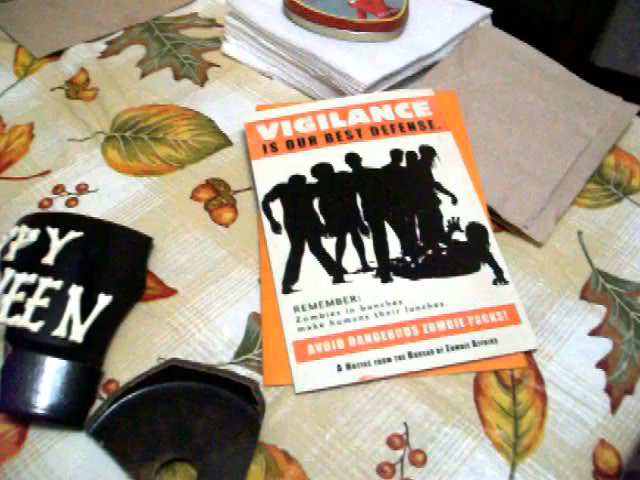 VIGILANCE
IS OUR BEST DEFENSE.
REMEMBER:
Zombies in bunches
make humans their lunches.
AVOID DANGEROUS ZOMBIE PACKS!
A Notice from the Bureau of Zombie Affairs
PPY
WEEN